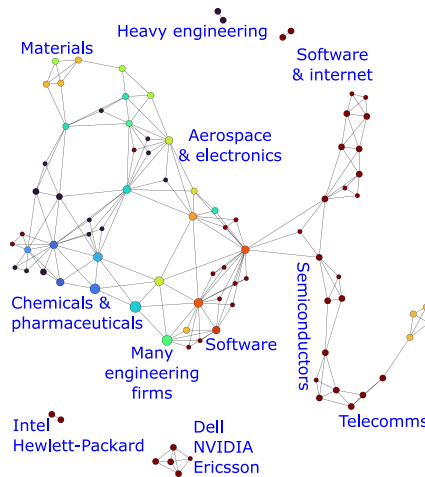 Heavy engineering
Materials
Software
& internet
Aerospace
& electronics
Semiconductors
Chemicals &
pharmaceuticals
Software
Many
engineering
firms
Telecomms
Intel
Hewlett-Packard
Dell
NVIDIA
Ericsson